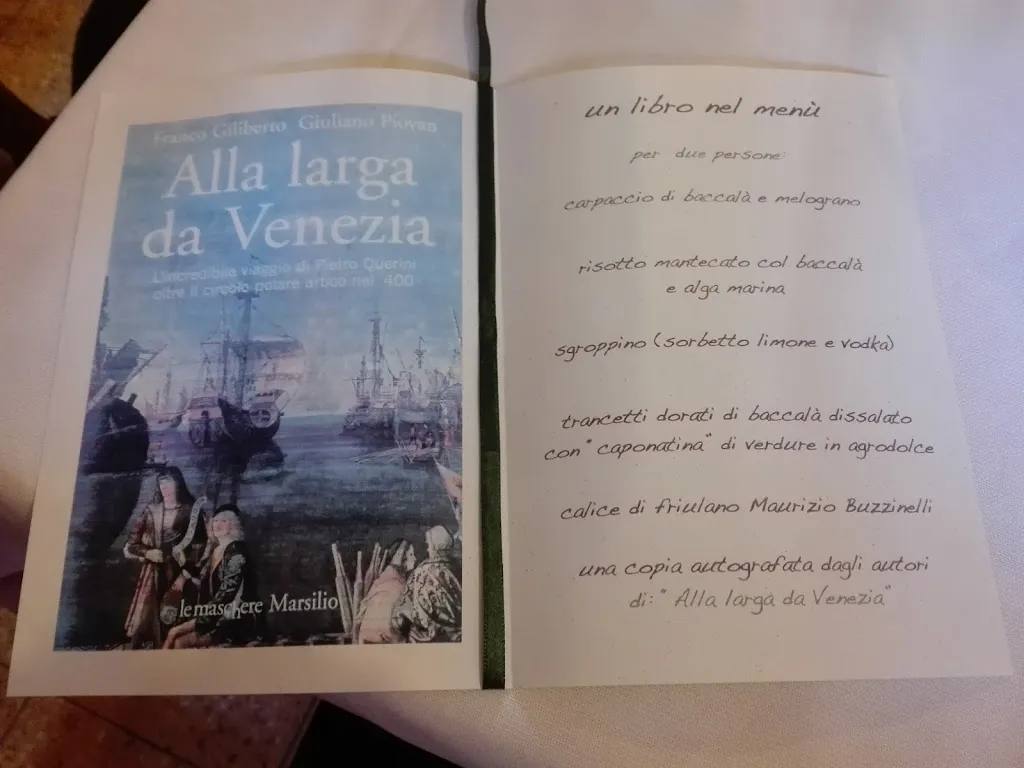 Franco Giliberto Giuliano Piovan
Alla larga
da Venezia
L'incredibile viaggio di Pietro Querini
oltre il circolo polare artico nel '400
lemaschere Marsilio
un libro nel menù
per due persone:
carpaccio di baccalà e melograno
risotto mantecato col baccalà
e alga marina
sgroppino (sorbetto limone e vodka)
trancetti dorati di baccalà dissalato
con "caponatina" di verdure in agrodolce
calice di friulano Maurizio Buzzinelli
una copia autografata dagli autori
di: "Alla larga da Venezia"